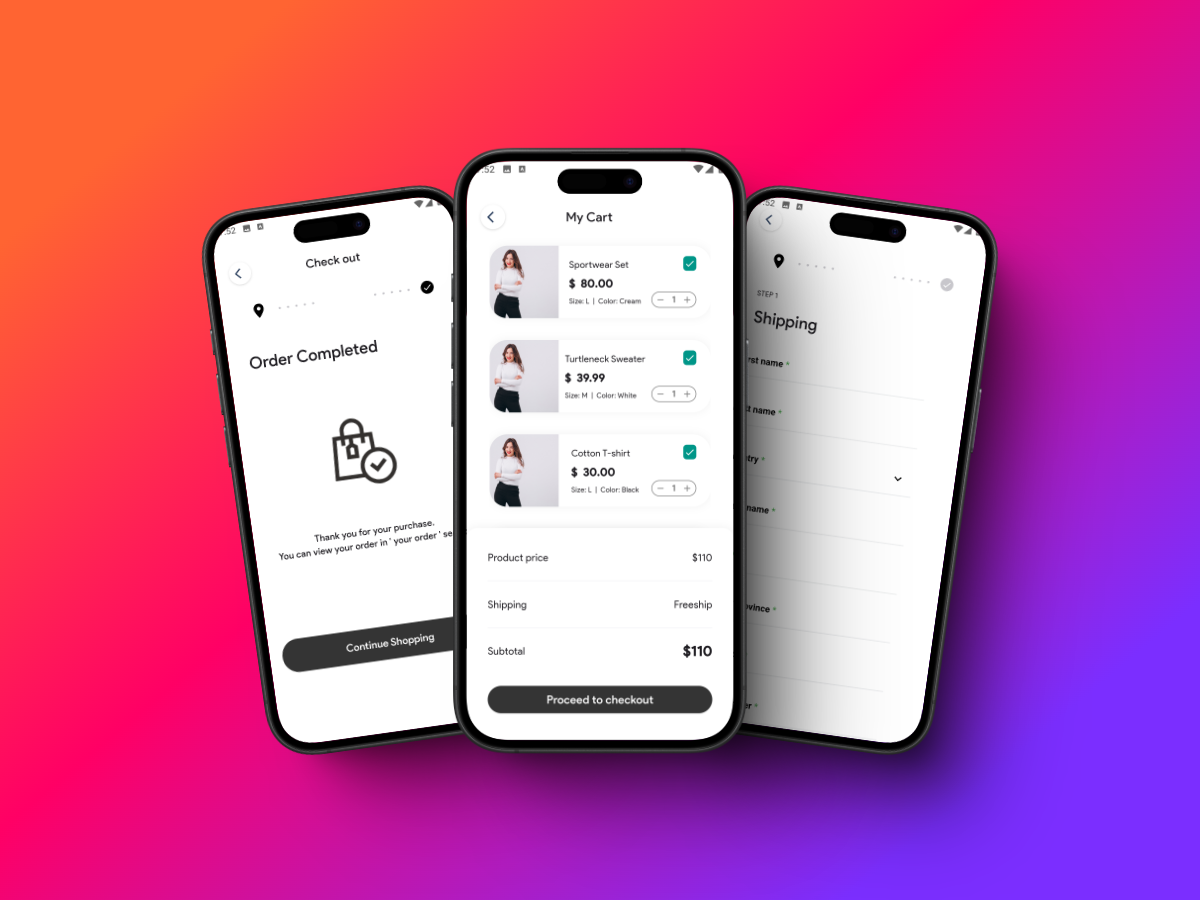 :52
Check out
Order Completed
Thank you for your purchase.
You can view your order in ' your order ' se
Continue Shopping
:52
My Cart
Sportwear Set
$ 80.00
Size: L | Color: Cream
− 1 +
Turtleneck Sweater
$ 39.99
Size: M | Color: White
− 1 +
Cotton T-shirt
$ 30.00
Size: L | Color: Black
− 1 +
Product price $110
Shipping Freeship
Subtotal $110
Proceed to checkout
:52
STEP 1
Shipping
rst name *
t name *
try *
name *
vince *
r *